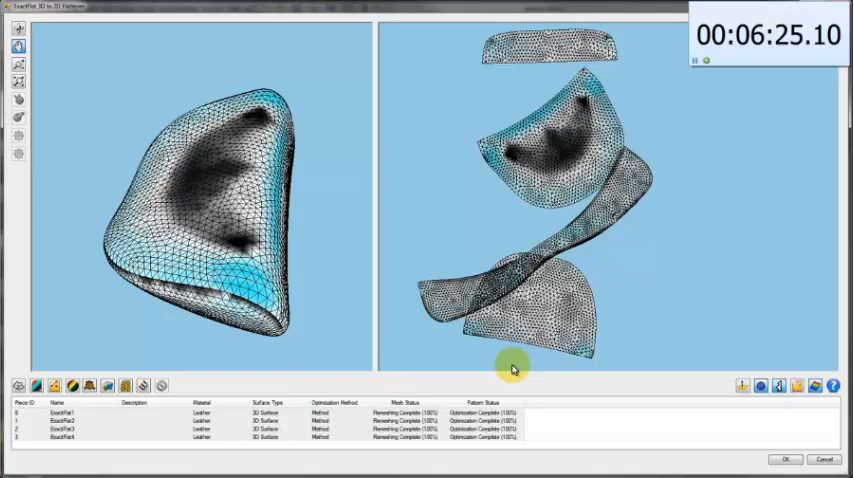 ExactFlat 3D to 2D Flattener
00:06:25.10
Piece ID Name Description Material Surface Type Optimization Method Mesh Status Pattern Status
0 ExactFlat1 Leather 3D Surface Method Remeshing Complete (100%) Optimization Complete (100%)
1 ExactFlat2 Leather 3D Surface Method Remeshing Complete (100%) Optimization Complete (100%)
2 ExactFlat3 Leather 3D Surface Method Remeshing Complete (100%) Optimization Complete (100%)
3 ExactFlat4 Leather 3D Surface Method Remeshing Complete (100%) Optimization Complete (100%)
OK Cancel